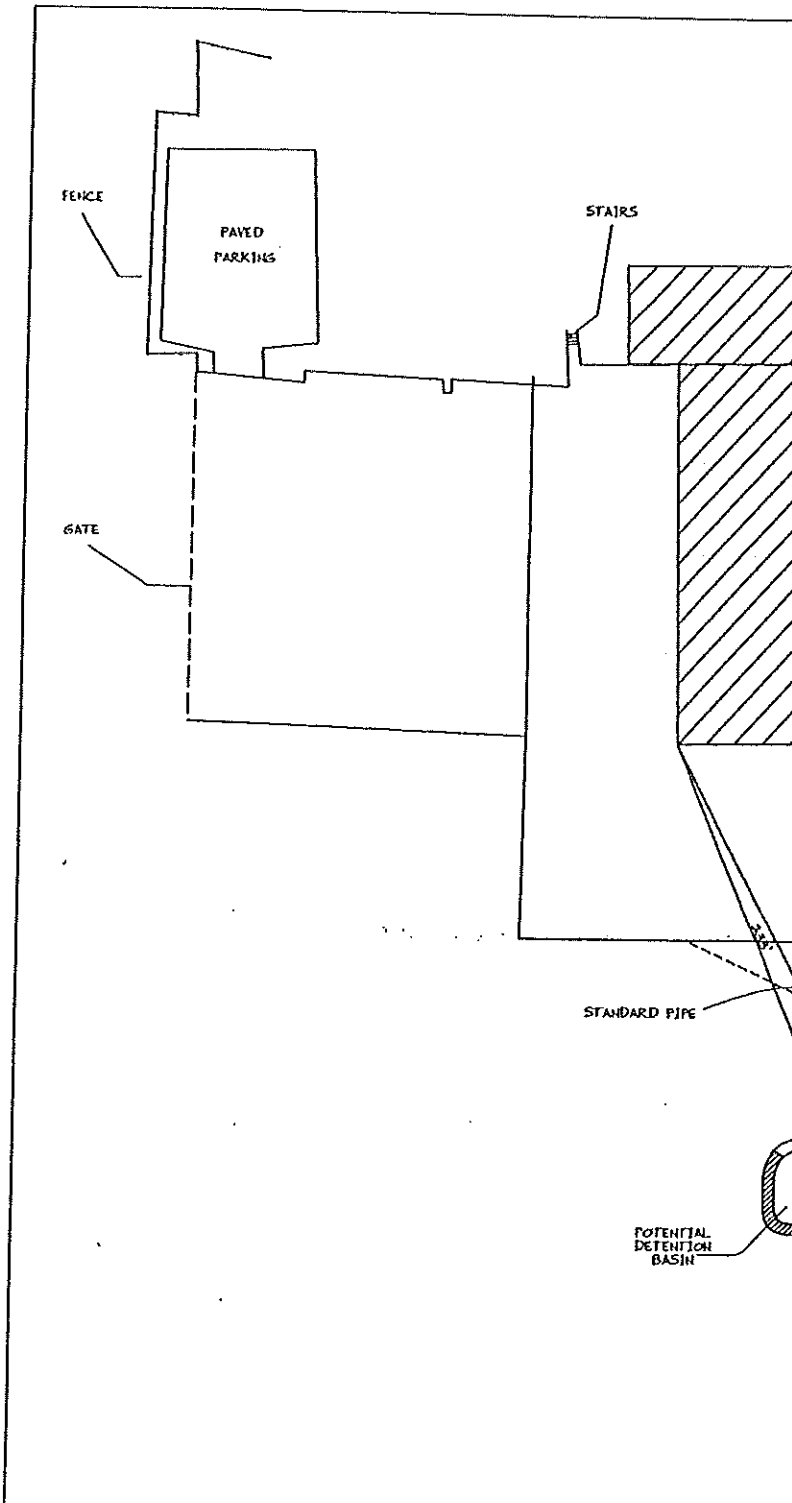 FENCE
PAVED
PARKING
STAIRS
GATE
STANDARD PIPE
POTENTIAL
DETENTION
BASIN